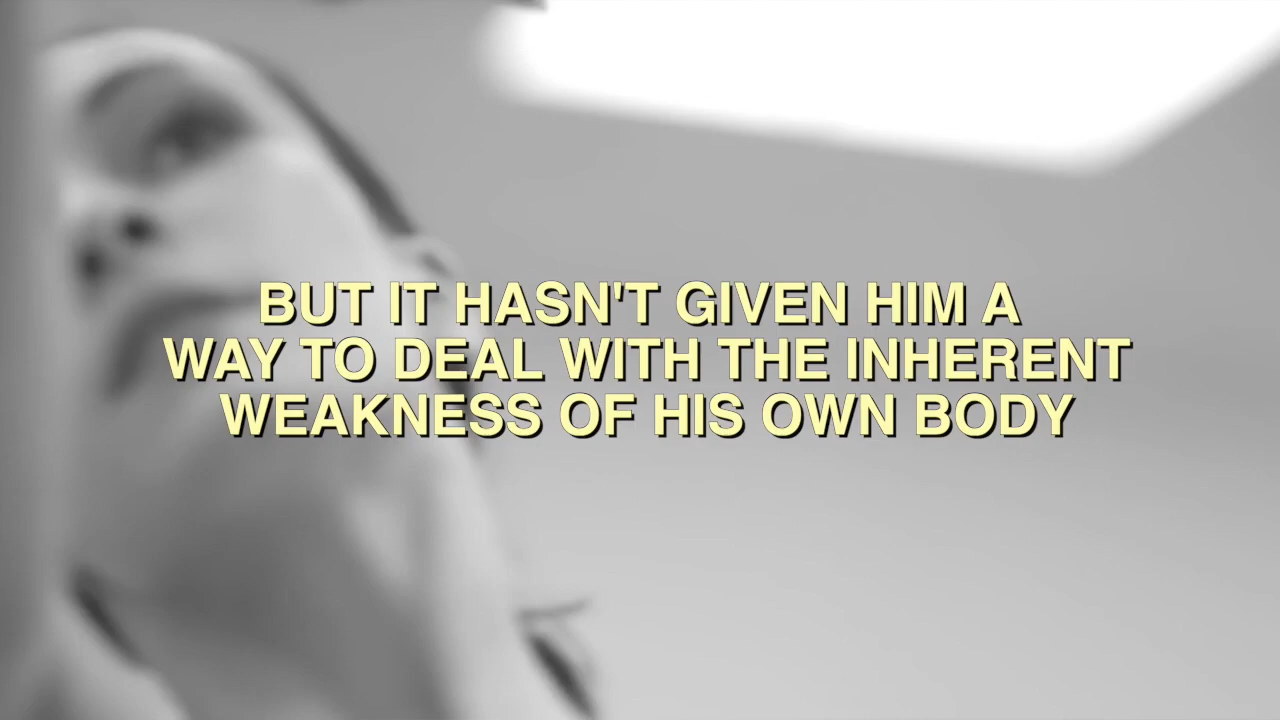 BUT IT HASN'T GIVEN HIM A
WAY TO DEAL WITH THE INHERENT
WEAKNESS OF HIS OWN BODY